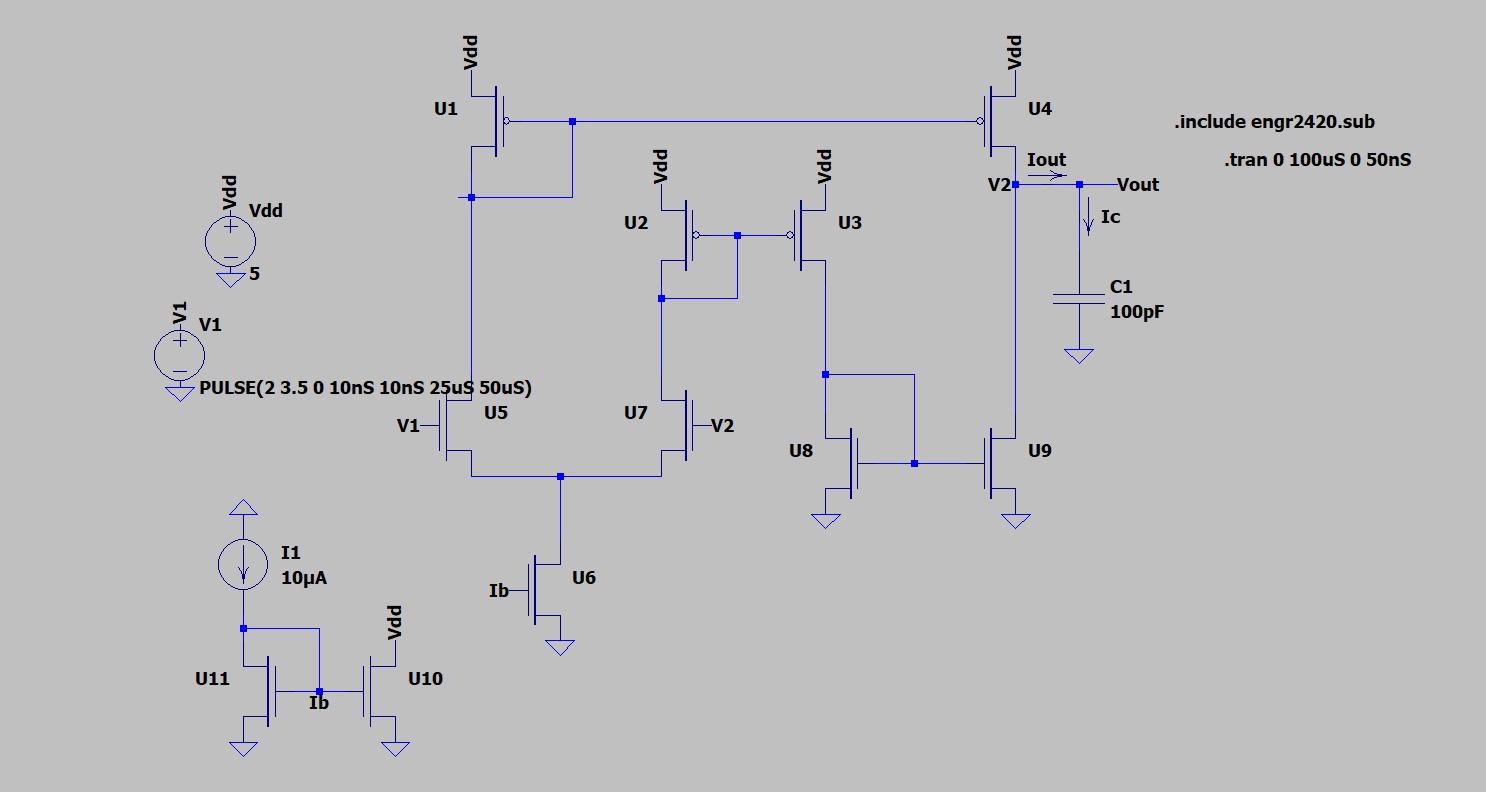 Vdd
Vdd
U1
U4
.include engr2420.sub
Iout
.tran 0 100uS 0 50nS
Vdd
Vdd
V2
Vout
Vdd
Vdd
U2
U3
Ic
5
C1
100pF
V1
V1
PULSE(2 3.5 0 10nS 10nS 25uS 50uS)
U5
U7
V1
V2
U8
U9
I1
10µA
U6
Ib
Vdd
U11
U10
Ib